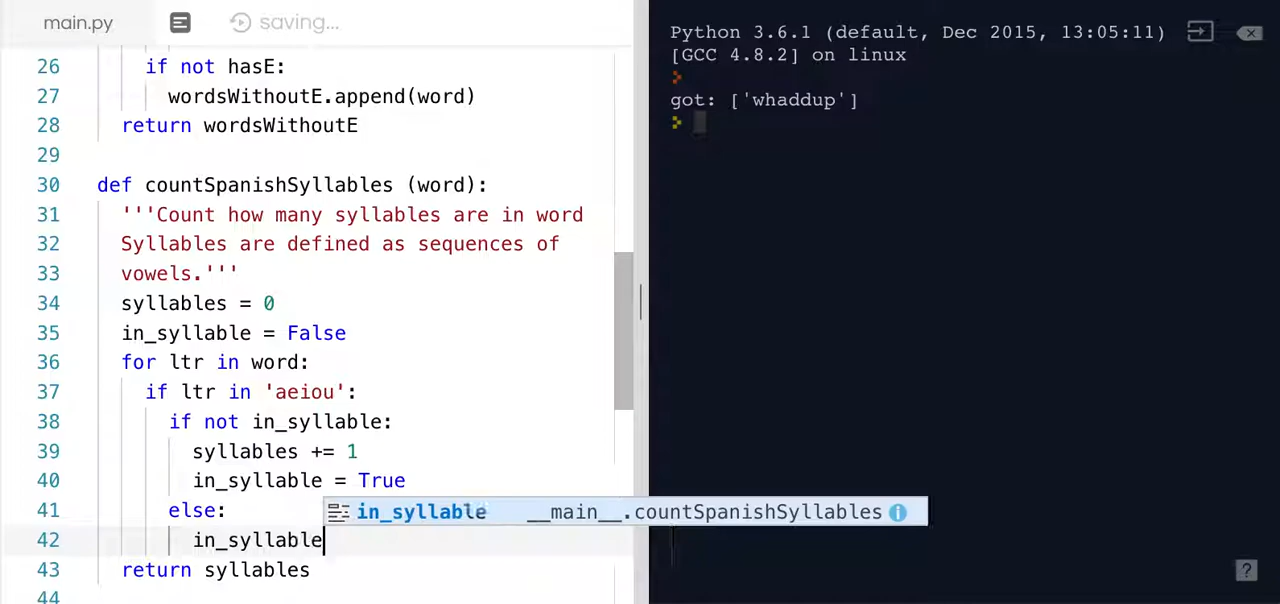 main.py saving...
26 if not hasE:
27 wordsWithoutE.append(word)
28 return wordsWithoutE
29
30 def countSpanishSyllables (word):
31 '''Count how many syllables are in word
32 Syllables are defined as sequences of
33 vowels.'''
34 syllables = 0
35 in_syllable = False
36 for ltr in word:
37 if ltr in 'aeiou':
38 if not in_syllable:
39 syllables += 1
40 in_syllable = True
41 else:
in_syllable __main__.countSpanishSyllables i
42 in_syllable
43 return syllables
44
Python 3.6.1 (default, Dec 2015, 13:05:11)
[GCC 4.8.2] on linux
got: ['whaddup']
?